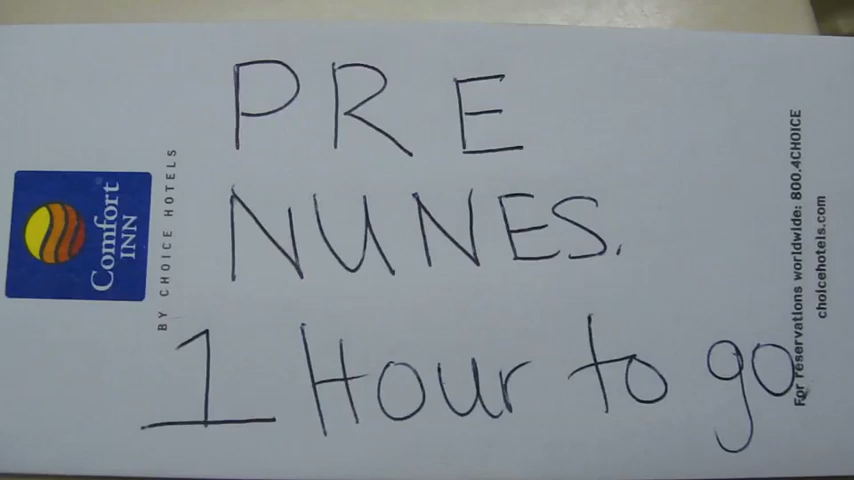 PRE
NUNES.
1 Hour to go
Comfort
INN
BY CHOICE HOTELS
For reservations worldwide: 800.4CHOICE
choicehotels.com